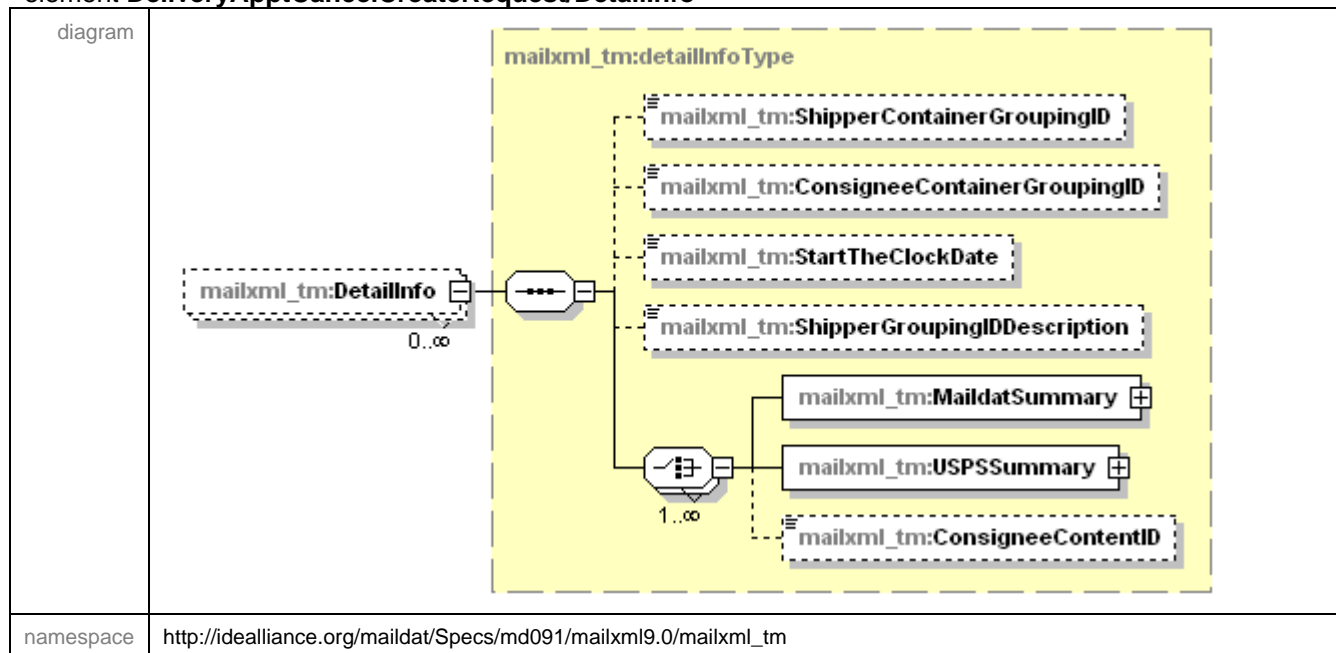 diagram
mailxml_tm:detailInfoType
mailxml_tm:ShipperContainerGroupingID
mailxml_tm:ConsigneeContainerGroupingID
mailxml_tm:StartTheClockDate
mailxml_tm:DetailInfo
0..∞
mailxml_tm:ShipperGroupingIDDescription
mailxml_tm:MaildatSummary
mailxml_tm:USPSSummary
1..∞
mailxml_tm:ConsigneeContentID
namespace http://idealliance.org/maildat/Specs/md091/mailxml9.0/mailxml_tm